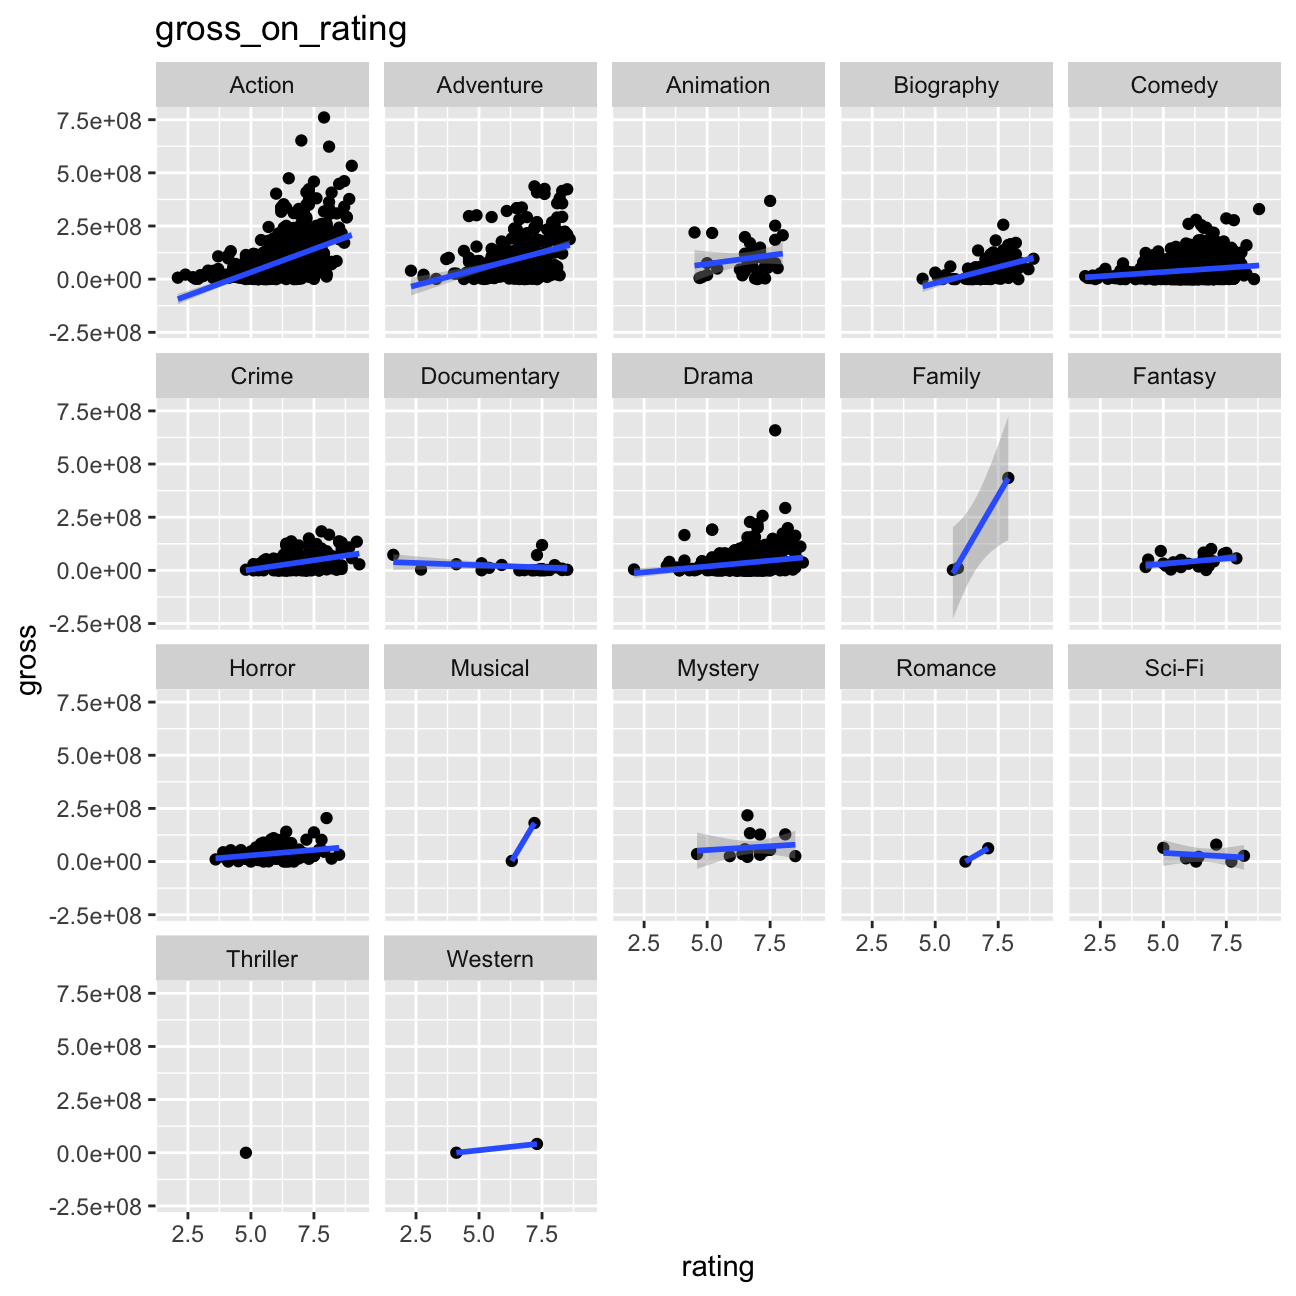 gross_on_rating
Action Adventure Animation Biography Comedy
7.5e+08
5.0e+08
2.5e+08
0.0e+00
-2.5e+08
Crime Documentary Drama Family Fantasy
7.5e+08
5.0e+08
2.5e+08
0.0e+00
-2.5e+08
gross
Horror Musical Mystery Romance Sci-Fi
7.5e+08
5.0e+08
2.5e+08
0.0e+00
-2.5e+08
2.5 5.0 7.5 2.5 5.0 7.5 2.5 5.0 7.5
Thriller Western
7.5e+08
5.0e+08
2.5e+08
0.0e+00
-2.5e+08
2.5 5.0 7.5 2.5 5.0 7.5
rating